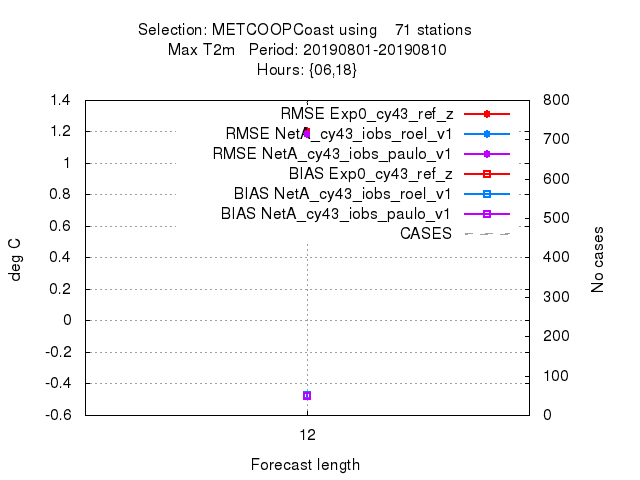 Selection: METCOOPCoast using 71 stations
Max T2m Period: 20190801-20190810
Hours: {06,18}
1.4
1.2
1
0.8
0.6
0.4
0.2
0
-0.2
-0.4
-0.6
deg C
RMSE Exp0_cy43_ref_z
RMSE NetA_cy43_iobs_roel_v1
RMSE NetA_cy43_iobs_paulo_v1
BIAS Exp0_cy43_ref_z
BIAS NetA_cy43_iobs_roel_v1
BIAS NetA_cy43_iobs_paulo_v1
CASES
800
700
600
500
400
300
200
100
0
No cases
12
Forecast length